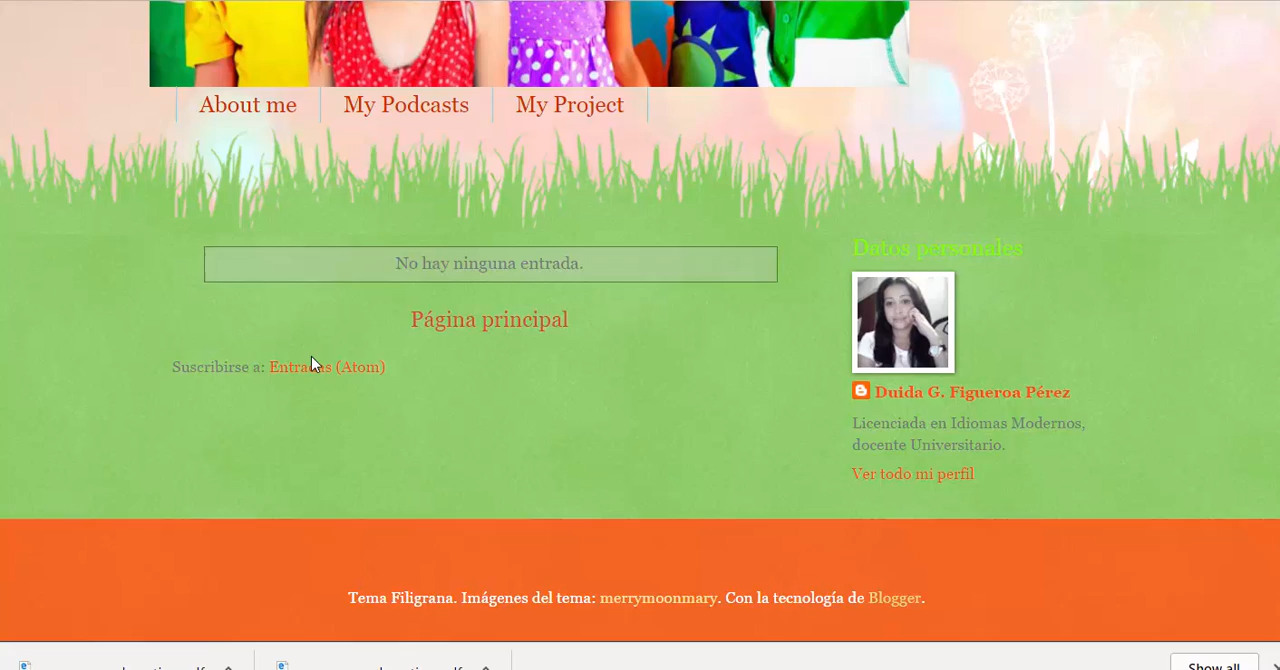 About me
My Podcasts
My Project
No hay ninguna entrada.
Página principal
Suscribirse a: Entradas (Atom)
Datos personales
Duida G. Figueroa Pérez
Licenciada en Idiomas Modernos,
docente Universitario.
Ver todo mi perfil
Tema Filigrana. Imágenes del tema: merrymoonmary. Con la tecnología de Blogger.
Show all